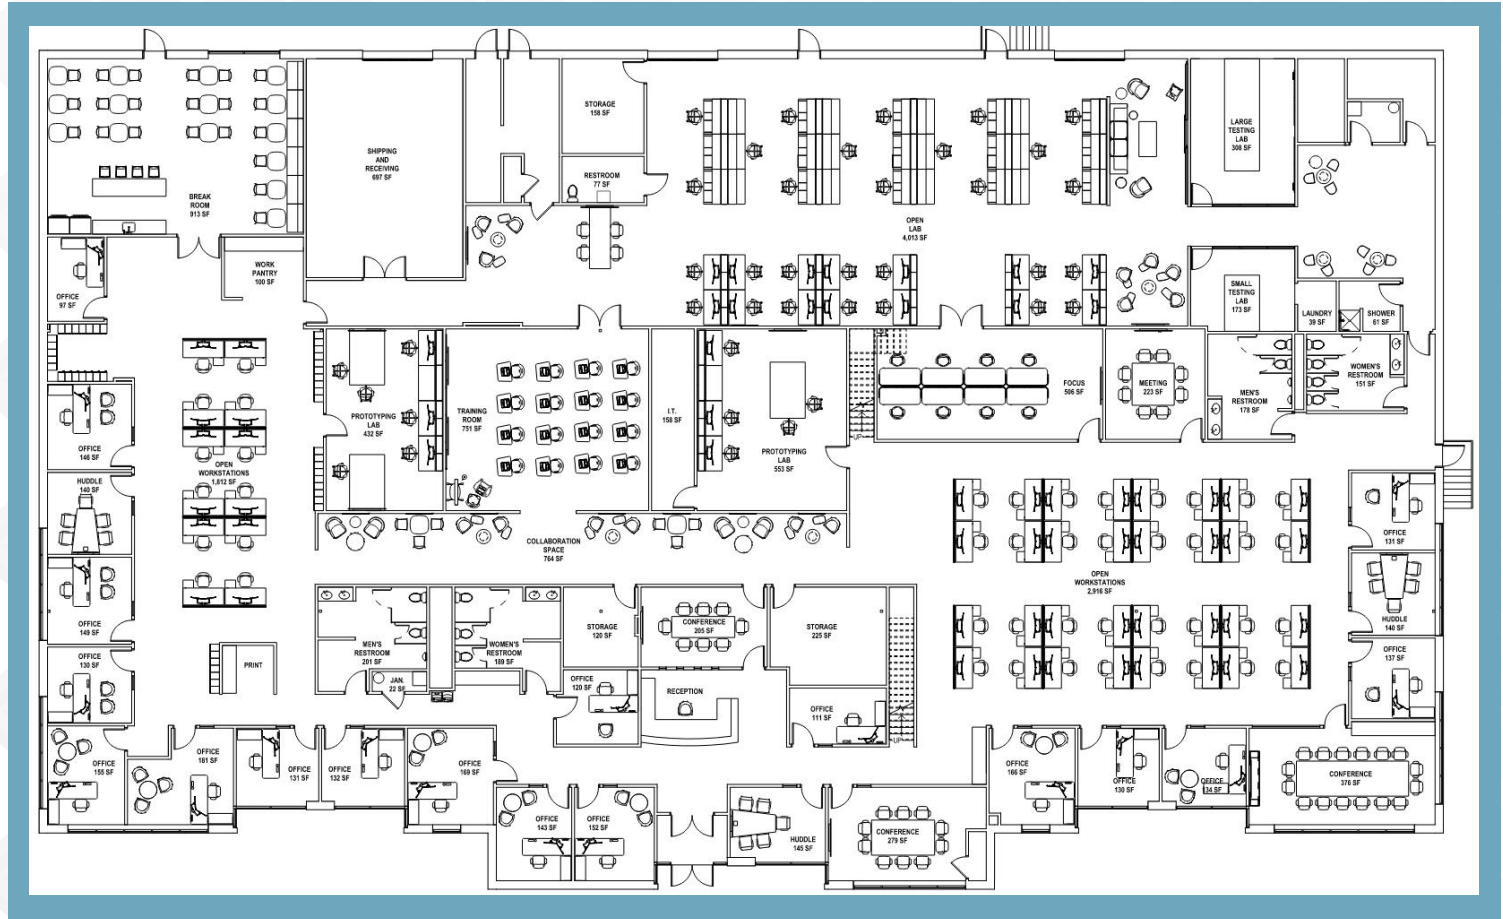 BREAK
ROOM
913 SF
SHIPPING
AND
RECEIVING
697 SF
STORAGE
158 SF
RESTROOM
77 SF
OPEN
LAB
4,013 SF
LARGE
TESTING
LAB
308 SF
SMALL
TESTING
LAB
173 SF
LAUNDRY
39 SF
SHOWER
61 SF
OFFICE
97 SF
WORK
PANTRY
100 SF
PROTOTYPING
LAB
432 SF
TRAINING
ROOM
751 SF
I.T.
158 SF
PROTOTYPING
LAB
553 SF
UP
FOCUS
506 SF
MEETING
223 SF
MEN'S
RESTROOM
178 SF
WOMEN'S
RESTROOM
151 SF
OFFICE
146 SF
OPEN
WORKSTATIONS
1,812 SF
HUDDLE
140 SF
OFFICE
149 SF
OFFICE
130 SF
PRINT
COLLABORATION
SPACE
764 SF
OPEN
WORKSTATIONS
2,916 SF
OFFICE
131 SF
HUDDLE
140 SF
OFFICE
137 SF
MEN'S
RESTROOM
201 SF
WOMEN'S
RESTROOM
189 SF
JAN.
22 SF
STORAGE
120 SF
CONFERENCE
205 SF
STORAGE
225 SF
OFFICE
120 SF
RECEPTION
OFFICE
111 SF
UP
OFFICE
155 SF
OFFICE
181 SF
OFFICE
131 SF
OFFICE
132 SF
OFFICE
169 SF
OFFICE
143 SF
OFFICE
152 SF
HUDDLE
145 SF
CONFERENCE
279 SF
OFFICE
166 SF
OFFICE
130 SF
OFFICE
134 SF
CONFERENCE
376 SF